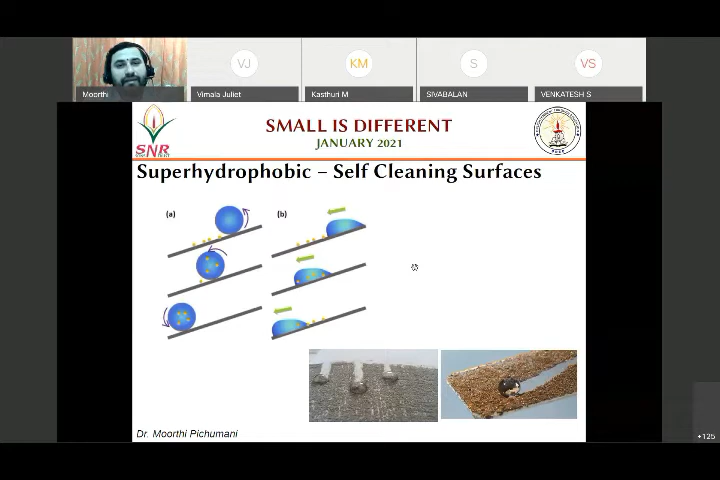 VJ
KM
S
VS
Moorthi
Vimala Juliet
Kasthuri M
SIVABALAN
VENKATESH S
SNR
SMALL IS DIFFERENT
JANUARY 2021
Superhydrophobic – Self Cleaning Surfaces
(a)
(b)
Dr. Moorthi Pichumani
+125